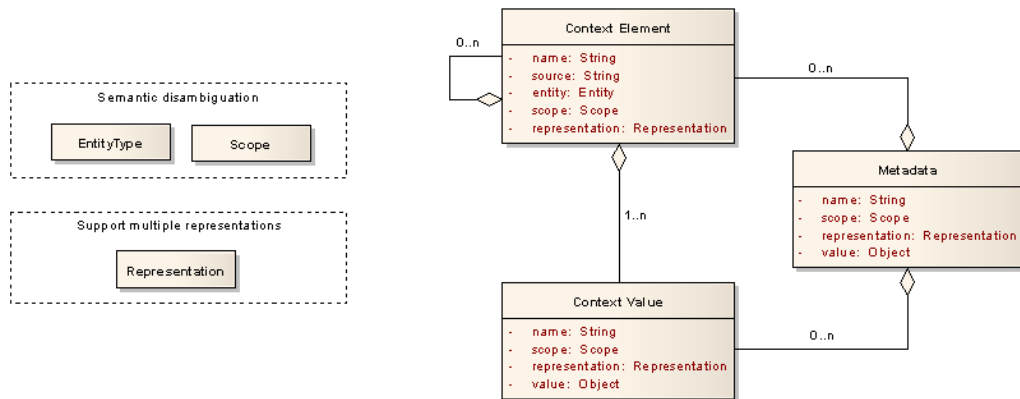 Semantic disambiguation
EntityType
Scope
Support multiple representations
Representation
Context Element
- name: String
- source: String
- entity: Entity
- scope: Scope
- representation: Representation
0..n
0..n
Metadata
- name: String
- scope: Scope
- representation: Representation
- value: Object
1..n
Context Value
- name: String
- scope: Scope
- representation: Representation
- value: Object
0..n